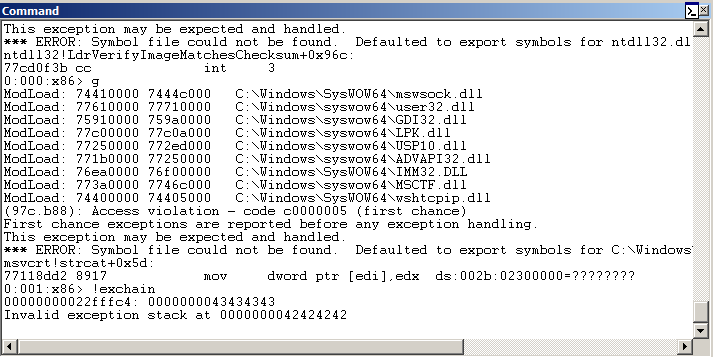 Command
This exception may be expected and handled.
*** ERROR: Symbol file could not be found.  Defaulted to export symbols for ntdll32.dl
ntdll32!LdrVerifyImageMatchesChecksum+0x96c:
77cd0f3b cc              int     3
0:000:x86> g
ModLoad: 74410000 7444c000   C:\Windows\SysWOW64\mswsock.dll
ModLoad: 77610000 77710000   C:\Windows\syswow64\user32.dll
ModLoad: 75910000 759a0000   C:\Windows\syswow64\GDI32.dll
ModLoad: 77c00000 77c0a000   C:\Windows\syswow64\LPK.dll
ModLoad: 77250000 772ed000   C:\Windows\syswow64\USP10.dll
ModLoad: 771b0000 77250000   C:\Windows\syswow64\ADVAPI32.dll
ModLoad: 76ea0000 76f00000   C:\Windows\SysWOW64\IMM32.DLL
ModLoad: 773a0000 7746c000   C:\Windows\syswow64\MSCTF.dll
ModLoad: 74400000 74405000   C:\Windows\SysWOW64\wshtcpip.dll
(97c.b88): Access violation - code c0000005 (first chance)
First chance exceptions are reported before any exception handling.
This exception may be expected and handled.
*** ERROR: Symbol file could not be found.  Defaulted to export symbols for C:\Windows
msvcrt!strcat+0x5d:
77118dd2 8917            mov     dword ptr [edi],edx  ds:002b:02300000=????????
0:001:x86> !exchain
00000000022fffc4: 0000000043434343
Invalid exception stack at 0000000042424242